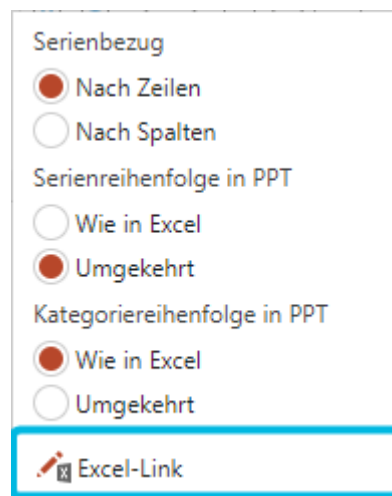 Serienbezug
Nach Zeilen
Nach Spalten
Serienreihenfolge in PPT
Wie in Excel
Umgekehrt
Kategoriereihenfolge in PPT
Wie in Excel
Umgekehrt
Excel-Link